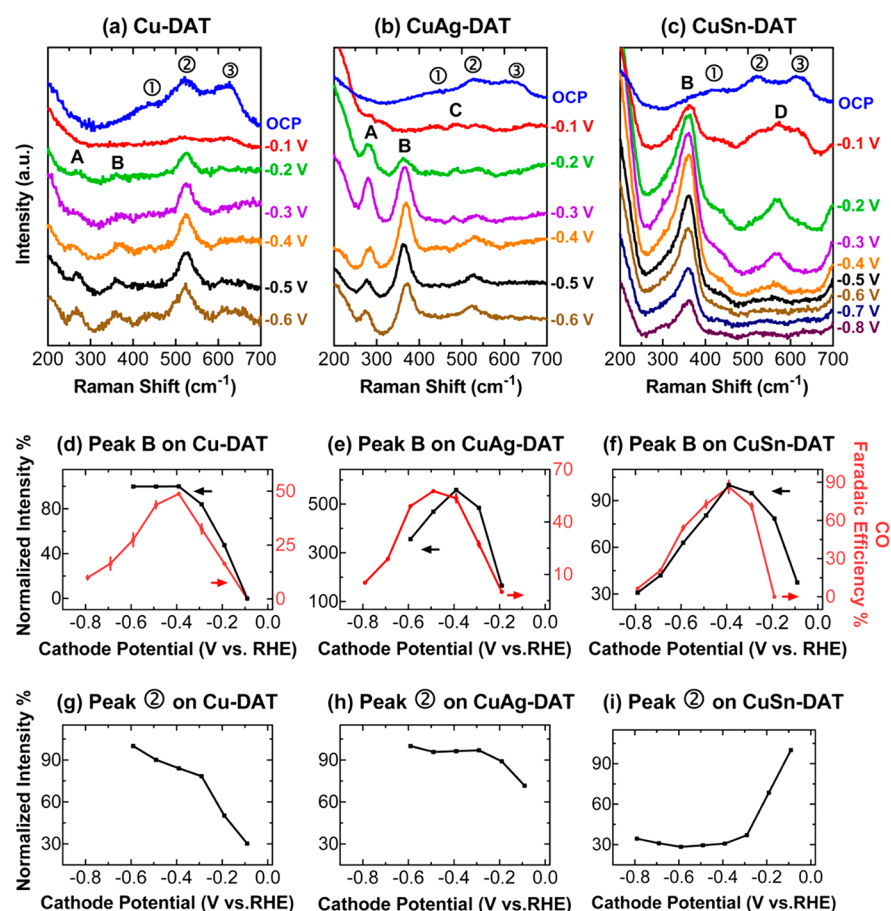 (a) Cu-DAT
① ② ③
OCP
-0.1 V
A B
-0.2 V
-0.3 V
-0.4 V
-0.5 V
-0.6 V
200 300 400 500 600 700
Raman Shift (cm-1)
Intensity (a.u.)
(b) CuAg-DAT
① ② ③
OCP
C
-0.1 V
A B
-0.2 V
-0.3 V
-0.4 V
-0.5 V
-0.6 V
200 300 400 500 600 700
Raman Shift (cm-1)
(c) CuSn-DAT
① ② ③
B
OCP
D
-0.1 V
-0.2 V
-0.3 V
-0.4 V
-0.5 V
-0.6 V
-0.7 V
-0.8 V
200 300 400 500 600 700
Raman Shift (cm-1)
(d) Peak B on Cu-DAT
Normalized Intensity %
80
40
0
50
25
0
-0.8 -0.6 -0.4 -0.2 0.0
Cathode Potential (V vs. RHE)
(e) Peak B on CuAg-DAT
500
300
100
70
50
30
10
-0.8 -0.6 -0.4 -0.2 0.0
Cathode Potential (V vs.RHE)
(f) Peak B on CuSn-DAT
90
60
30
90
60
30
0
CO
Faradaic Efficiency %
-0.8 -0.6 -0.4 -0.2 0.0
Cathode Potential (V vs.RHE)
(g) Peak ② on Cu-DAT
Normalized Intensity %
90
60
30
-0.8 -0.6 -0.4 -0.2 0.0
Cathode Potential (V vs.RHE)
(h) Peak ② on CuAg-DAT
90
60
30
-0.8 -0.6 -0.4 -0.2 0.0
Cathode Potential (V vs.RHE)
(i) Peak ② on CuSn-DAT
90
60
30
-0.8 -0.6 -0.4 -0.2 0.0
Cathode Potential (V vs.RHE)